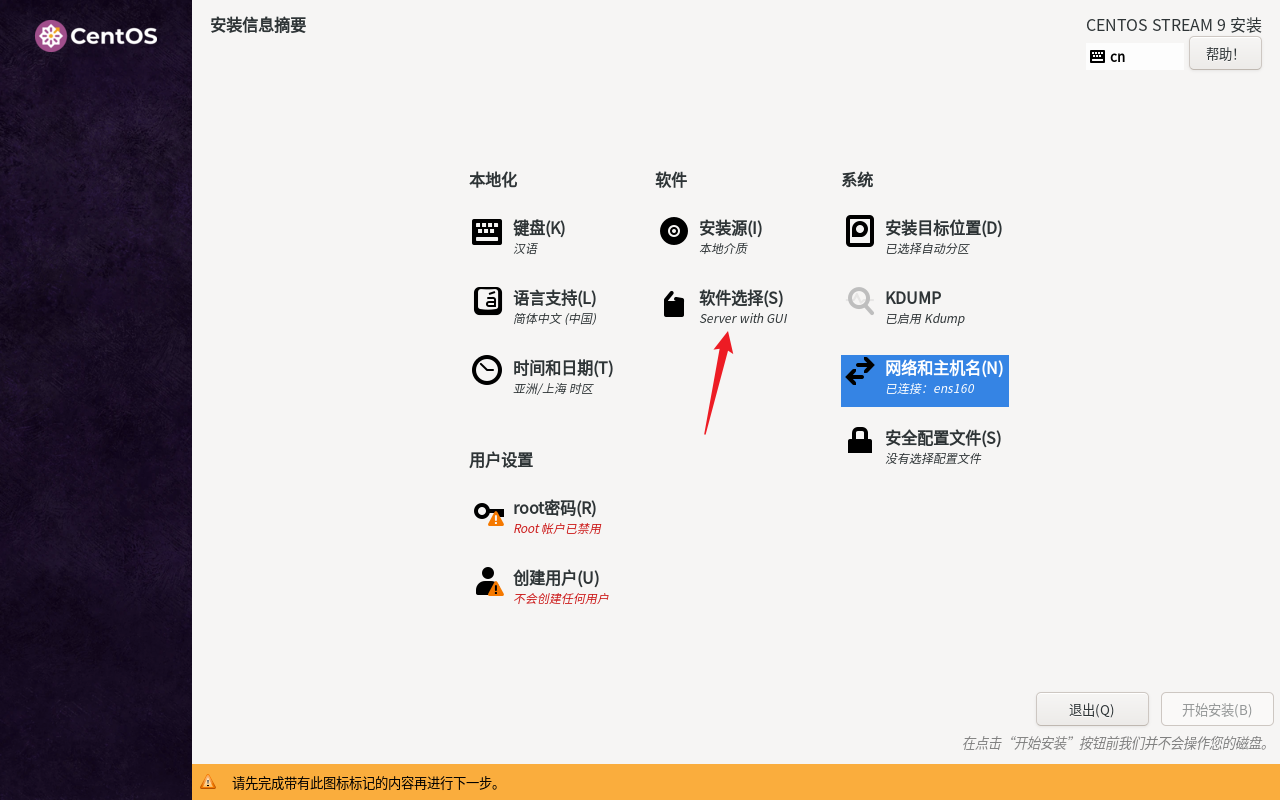 CentOS
安装信息摘要
CENTOS STREAM 9 安装
cn
帮助!
本地化
软件
系统
键盘(K)
汉语
安装源(I)
本地介质
安装目标位置(D)
已选择自动分区
语言支持(L)
简体中文 (中国)
软件选择(S)
Server with GUI
KDUMP
已启用 Kdump
时间和日期(T)
亚洲/上海 时区
网络和主机名(N)
已连接：ens160
安全配置文件(S)
没有选择配置文件
用户设置
root密码(R)
Root 帐户已禁用
创建用户(U)
不会创建任何用户
退出(Q)
开始安装(B)
在点击“开始安装”按钮前我们并不会操作您的磁盘。
请先完成带有此图标标记的内容再进行下一步。